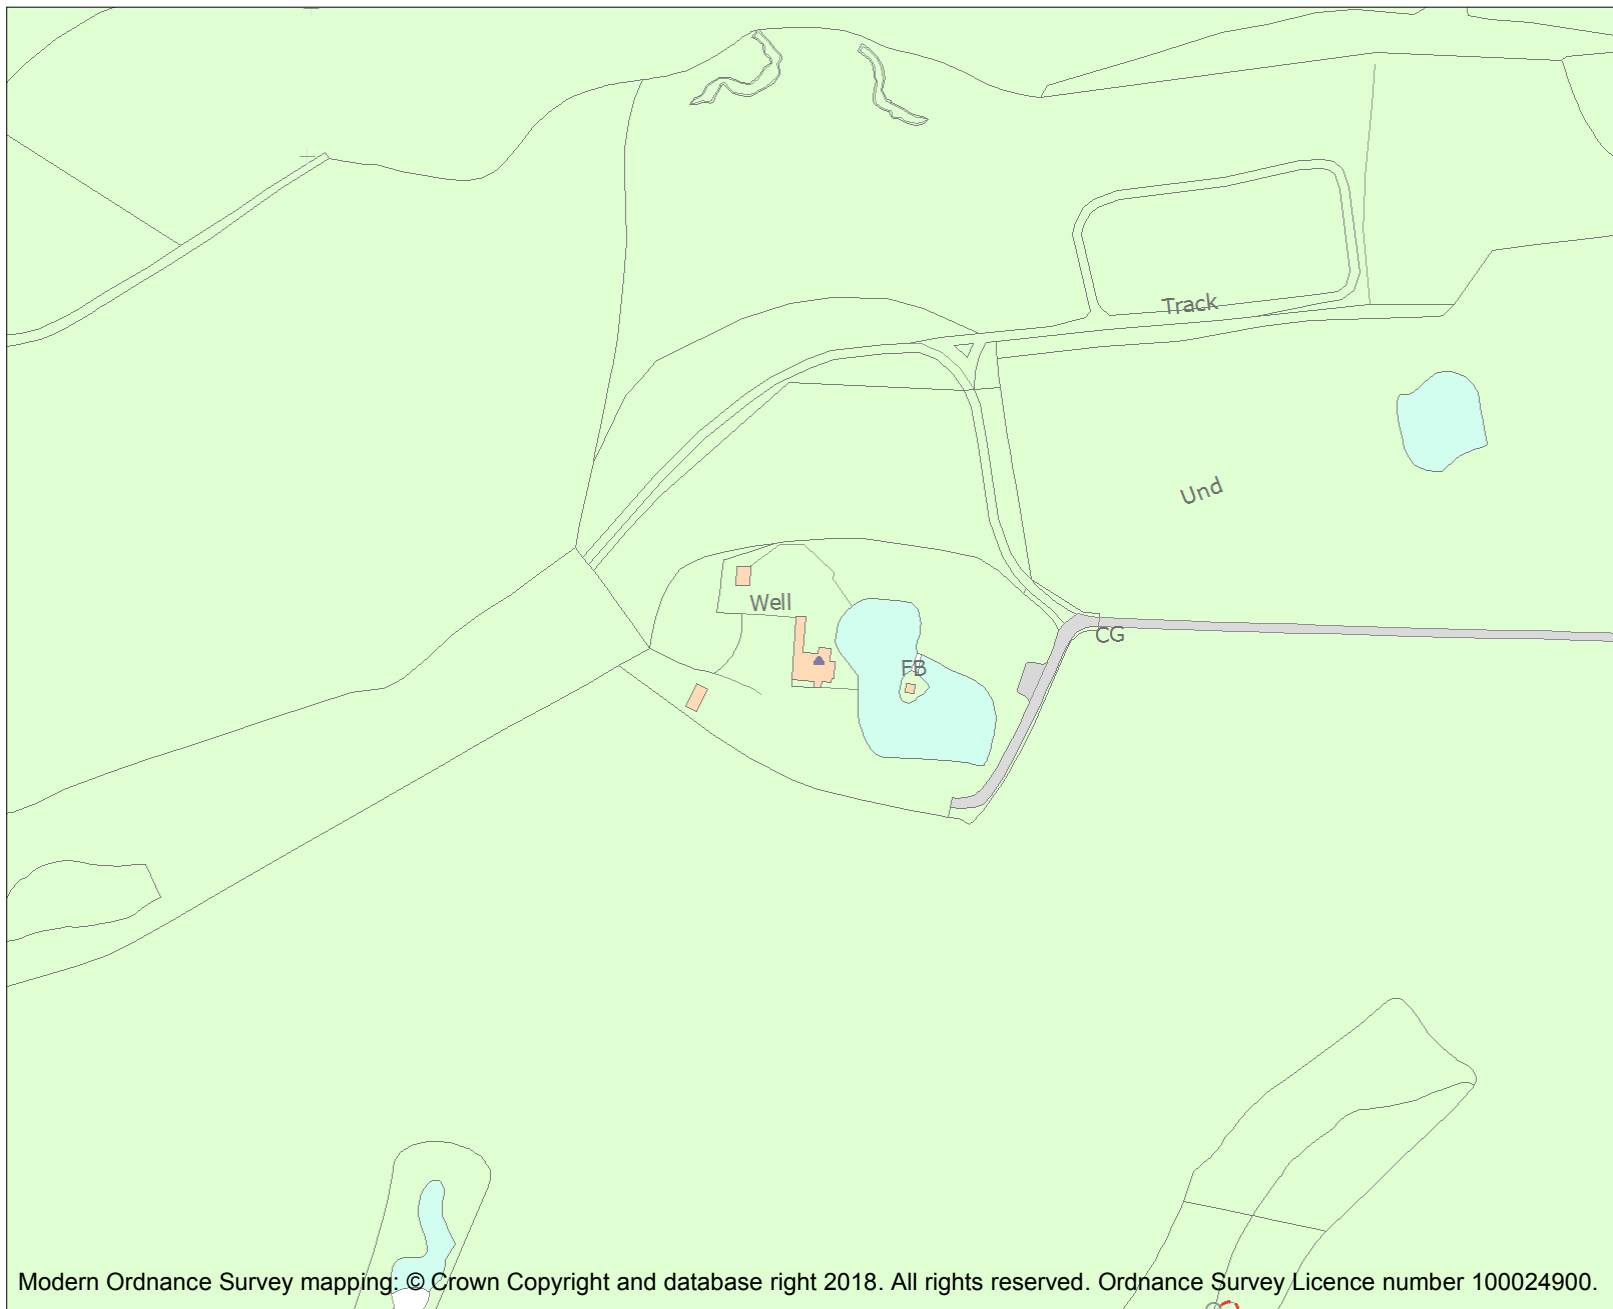 Track
Und
Well
CG
FB
Modern Ordnance Survey mapping: © Crown Copyright and database right 2018. All rights reserved. Ordnance Survey Licence number 100024900.